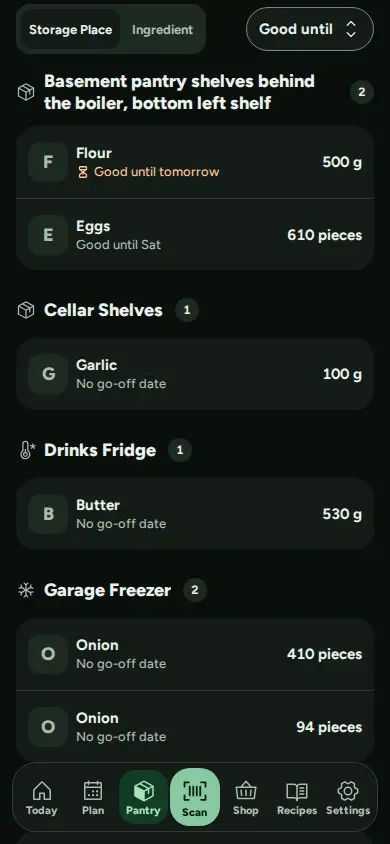 Storage Place
Ingredient
Good until
Basement pantry shelves behind
the boiler, bottom left shelf
2
F
Flour
Good until tomorrow
500 g
E
Eggs
Good until Sat
610 pieces
Cellar Shelves
1
G
Garlic
No go-off date
100 g
Drinks Fridge
1
B
Butter
No go-off date
530 g
Garage Freezer
2
O
Onion
No go-off date
410 pieces
O
Onion
No go-off date
94 pieces
Today
Plan
Pantry
Scan
Shop
Recipes
Settings